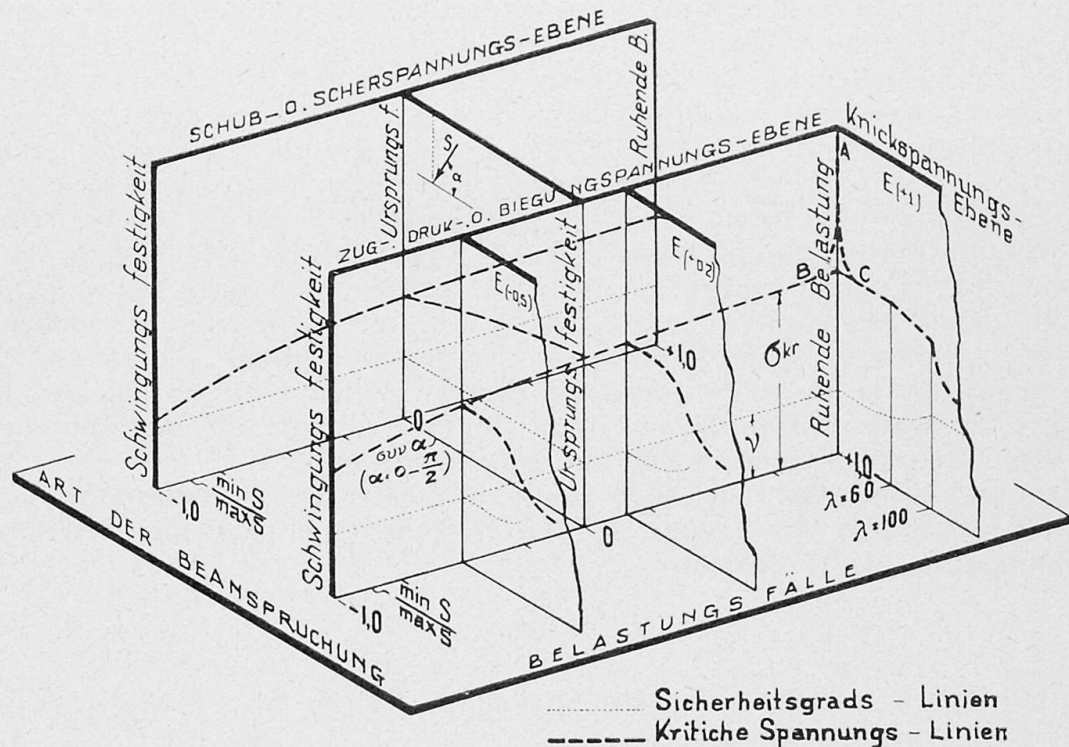 SCHUB- O. SCHERSPANNUNGS-EBENE
Schwingungs festigkeit
Ursprungs f.
Ruhende B.
S
α
ZUG-, DRUK-, O. BIEGUNGSPANNUNGS-EBENE
Knickspannungs-
Ebene
Schwingungs festigkeit
Ursprungs festigkeit
Ruhende Belastung
E(-0,5)
E(+0,2)
E(+1)
A
B
C
σkr
ν
+1,0
0
-1,0
min S
max S
(α=0-π/2)
+1,0
λ=60
λ=100
0
-1,0
min S
max S
ART DER BEANSPRUCHUNG
BELASTUNGS FÄLLE
Sicherheitsgrads - Linien
Kritiche Spannungs - Linien